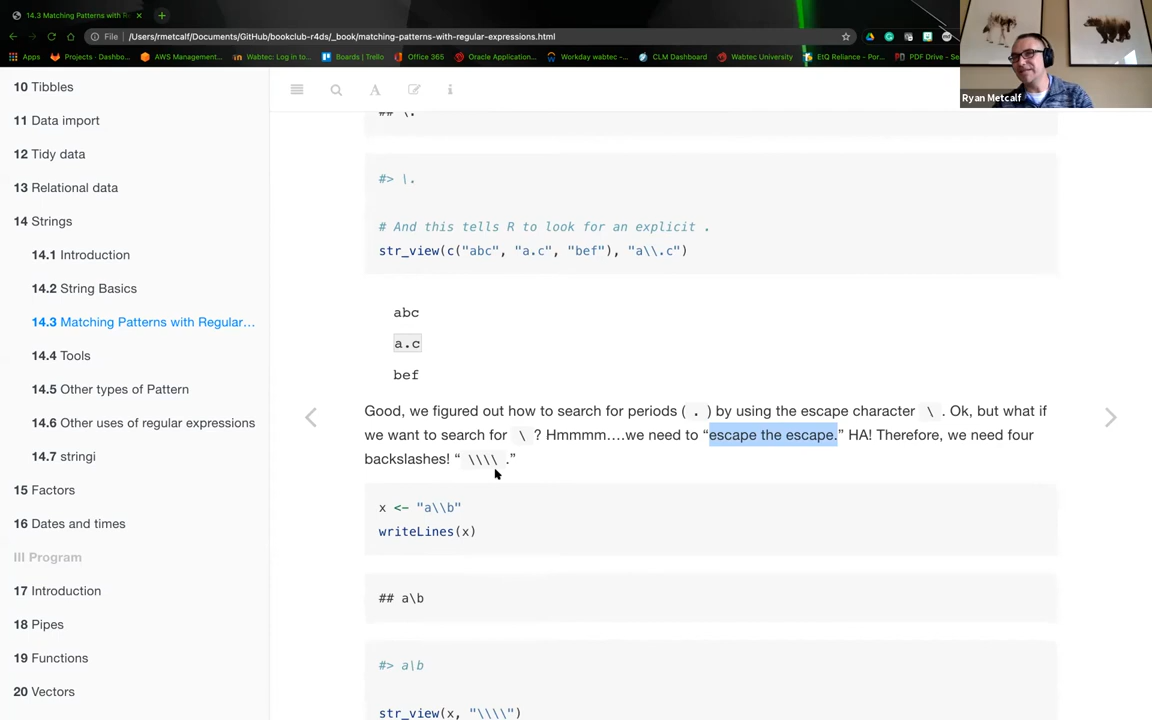 14.3 Matching Patterns with Re
File /Users/rmetcalf/Documents/GitHub/bookclub-r4ds/_book/matching-patterns-with-regular-expressions.html
Apps Projects · Dashbo... AWS Management... Wabtec: Log in to... Boards | Trello Office 365 Oracle Application... Workday wabtec –... CLM Dashboard Wabtec University EtQ Reliance - Por... PDF Drive - Se
Ryan Metcalf
10 Tibbles
11 Data import
12 Tidy data
13 Relational data
14 Strings
14.1 Introduction
14.2 String Basics
14.3 Matching Patterns with Regular…
14.4 Tools
14.5 Other types of Pattern
14.6 Other uses of regular expressions
14.7 stringi
15 Factors
16 Dates and times
III Program
17 Introduction
18 Pipes
19 Functions
20 Vectors
## \.
#> \.
# And this tells R to look for an explicit .
str_view(c("abc", "a.c", "bef"), "a\\.c")
abc
a.c
bef
Good, we figured out how to search for periods ( . ) by using the escape character \ . Ok, but what if
we want to search for \ ? Hmmmm….we need to “escape the escape.” HA! Therefore, we need four
backslashes! “ \\\\ .”
x <- "a\\b"
writeLines(x)
## a\b
#> a\b
str_view(x, "\\\\")